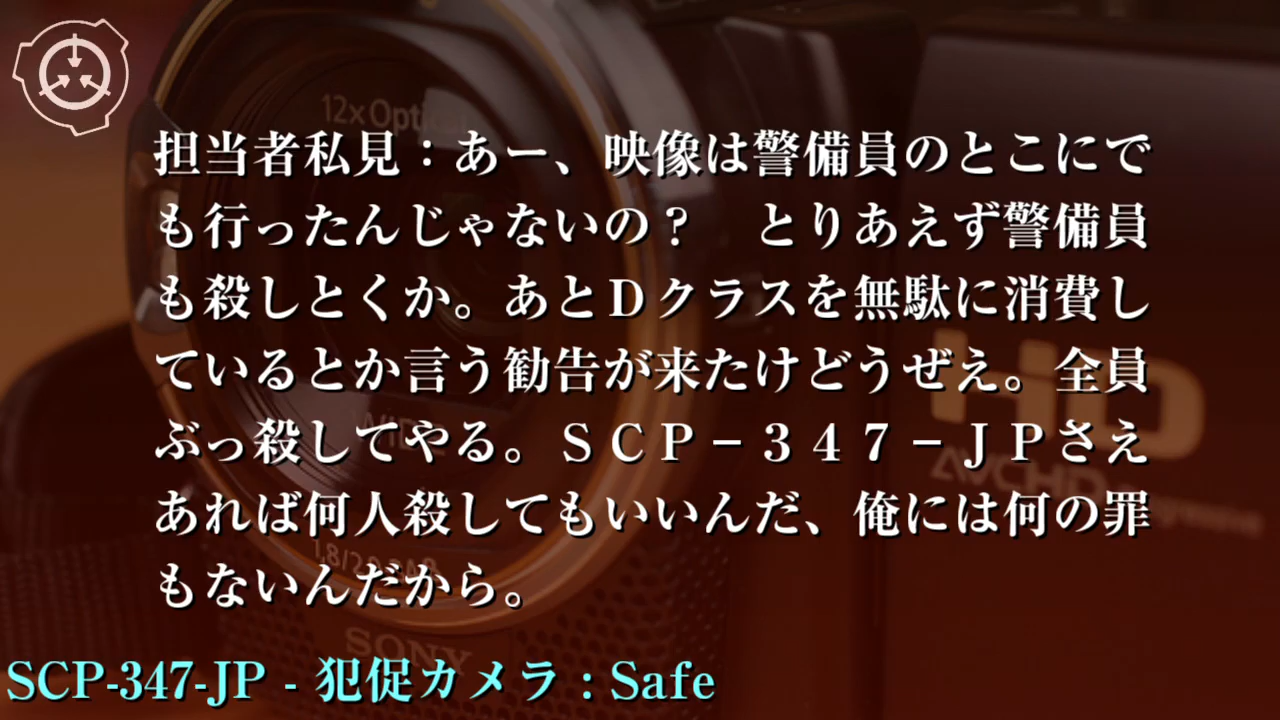 担当者私見：あー、映像は警備員のとこにで
も行ったんじゃないの？　とりあえず警備員
も殺しとくか。あとＤクラスを無駄に消費し
ているとか言う勧告が来たけどうぜえ。全員
ぶっ殺してやる。ＳＣＰ－３４７－ＪＰさえ
あれば何人殺してもいいんだ、俺には何の罪
もないんだから。
SCP-347-JP - 犯促カメラ : Safe
12x Optical
HD
AVCHD
SONY